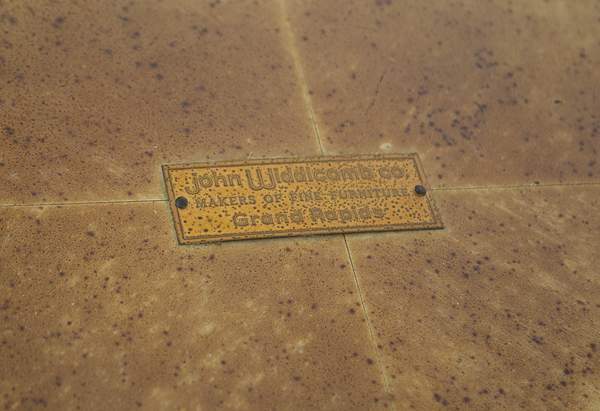 John Widdicomb co.
MAKERS OF FINE FURNITURE
Grand Rapids